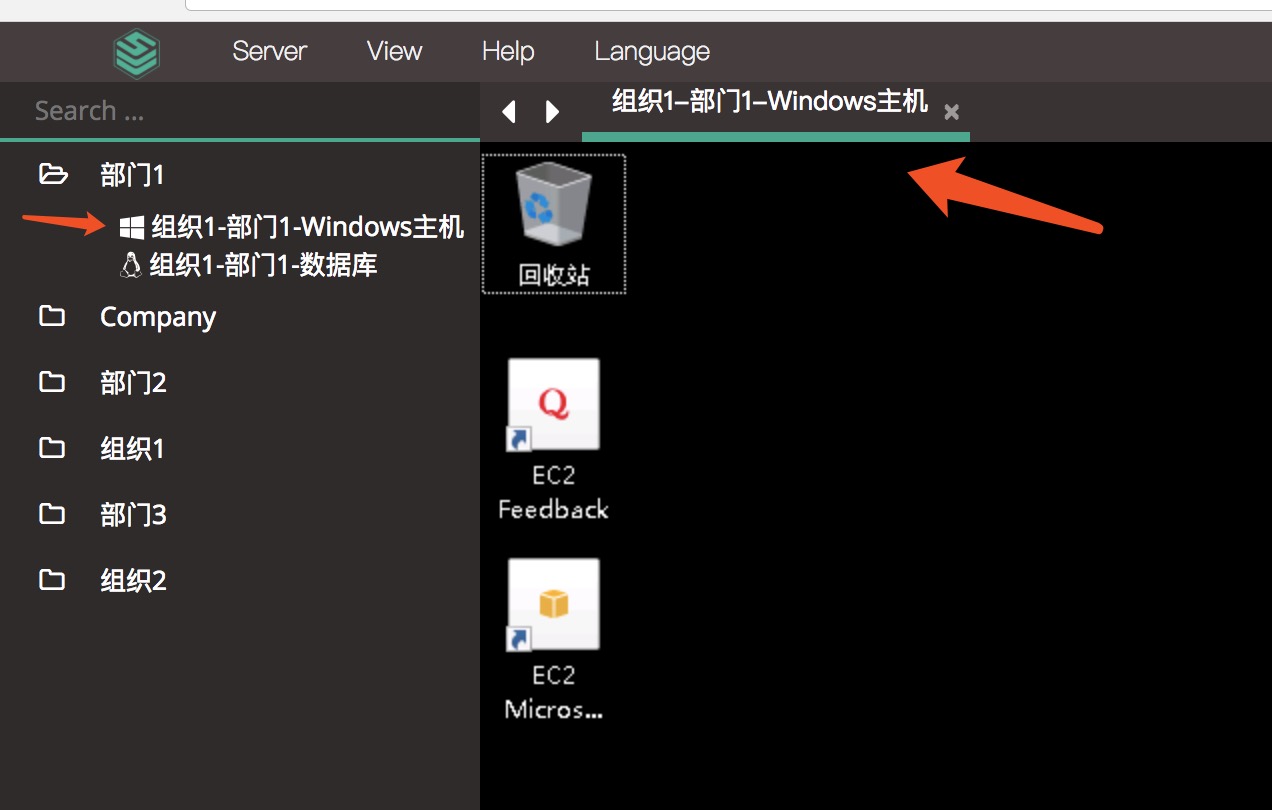 Server View Help Language
Search ...
组织1-部门1-Windows主机
部门1
组织1-部门1-Windows主机
组织1-部门1-数据库
Company
部门2
组织1
部门3
组织2
回收站
EC2
Feedback
EC2
Micros...